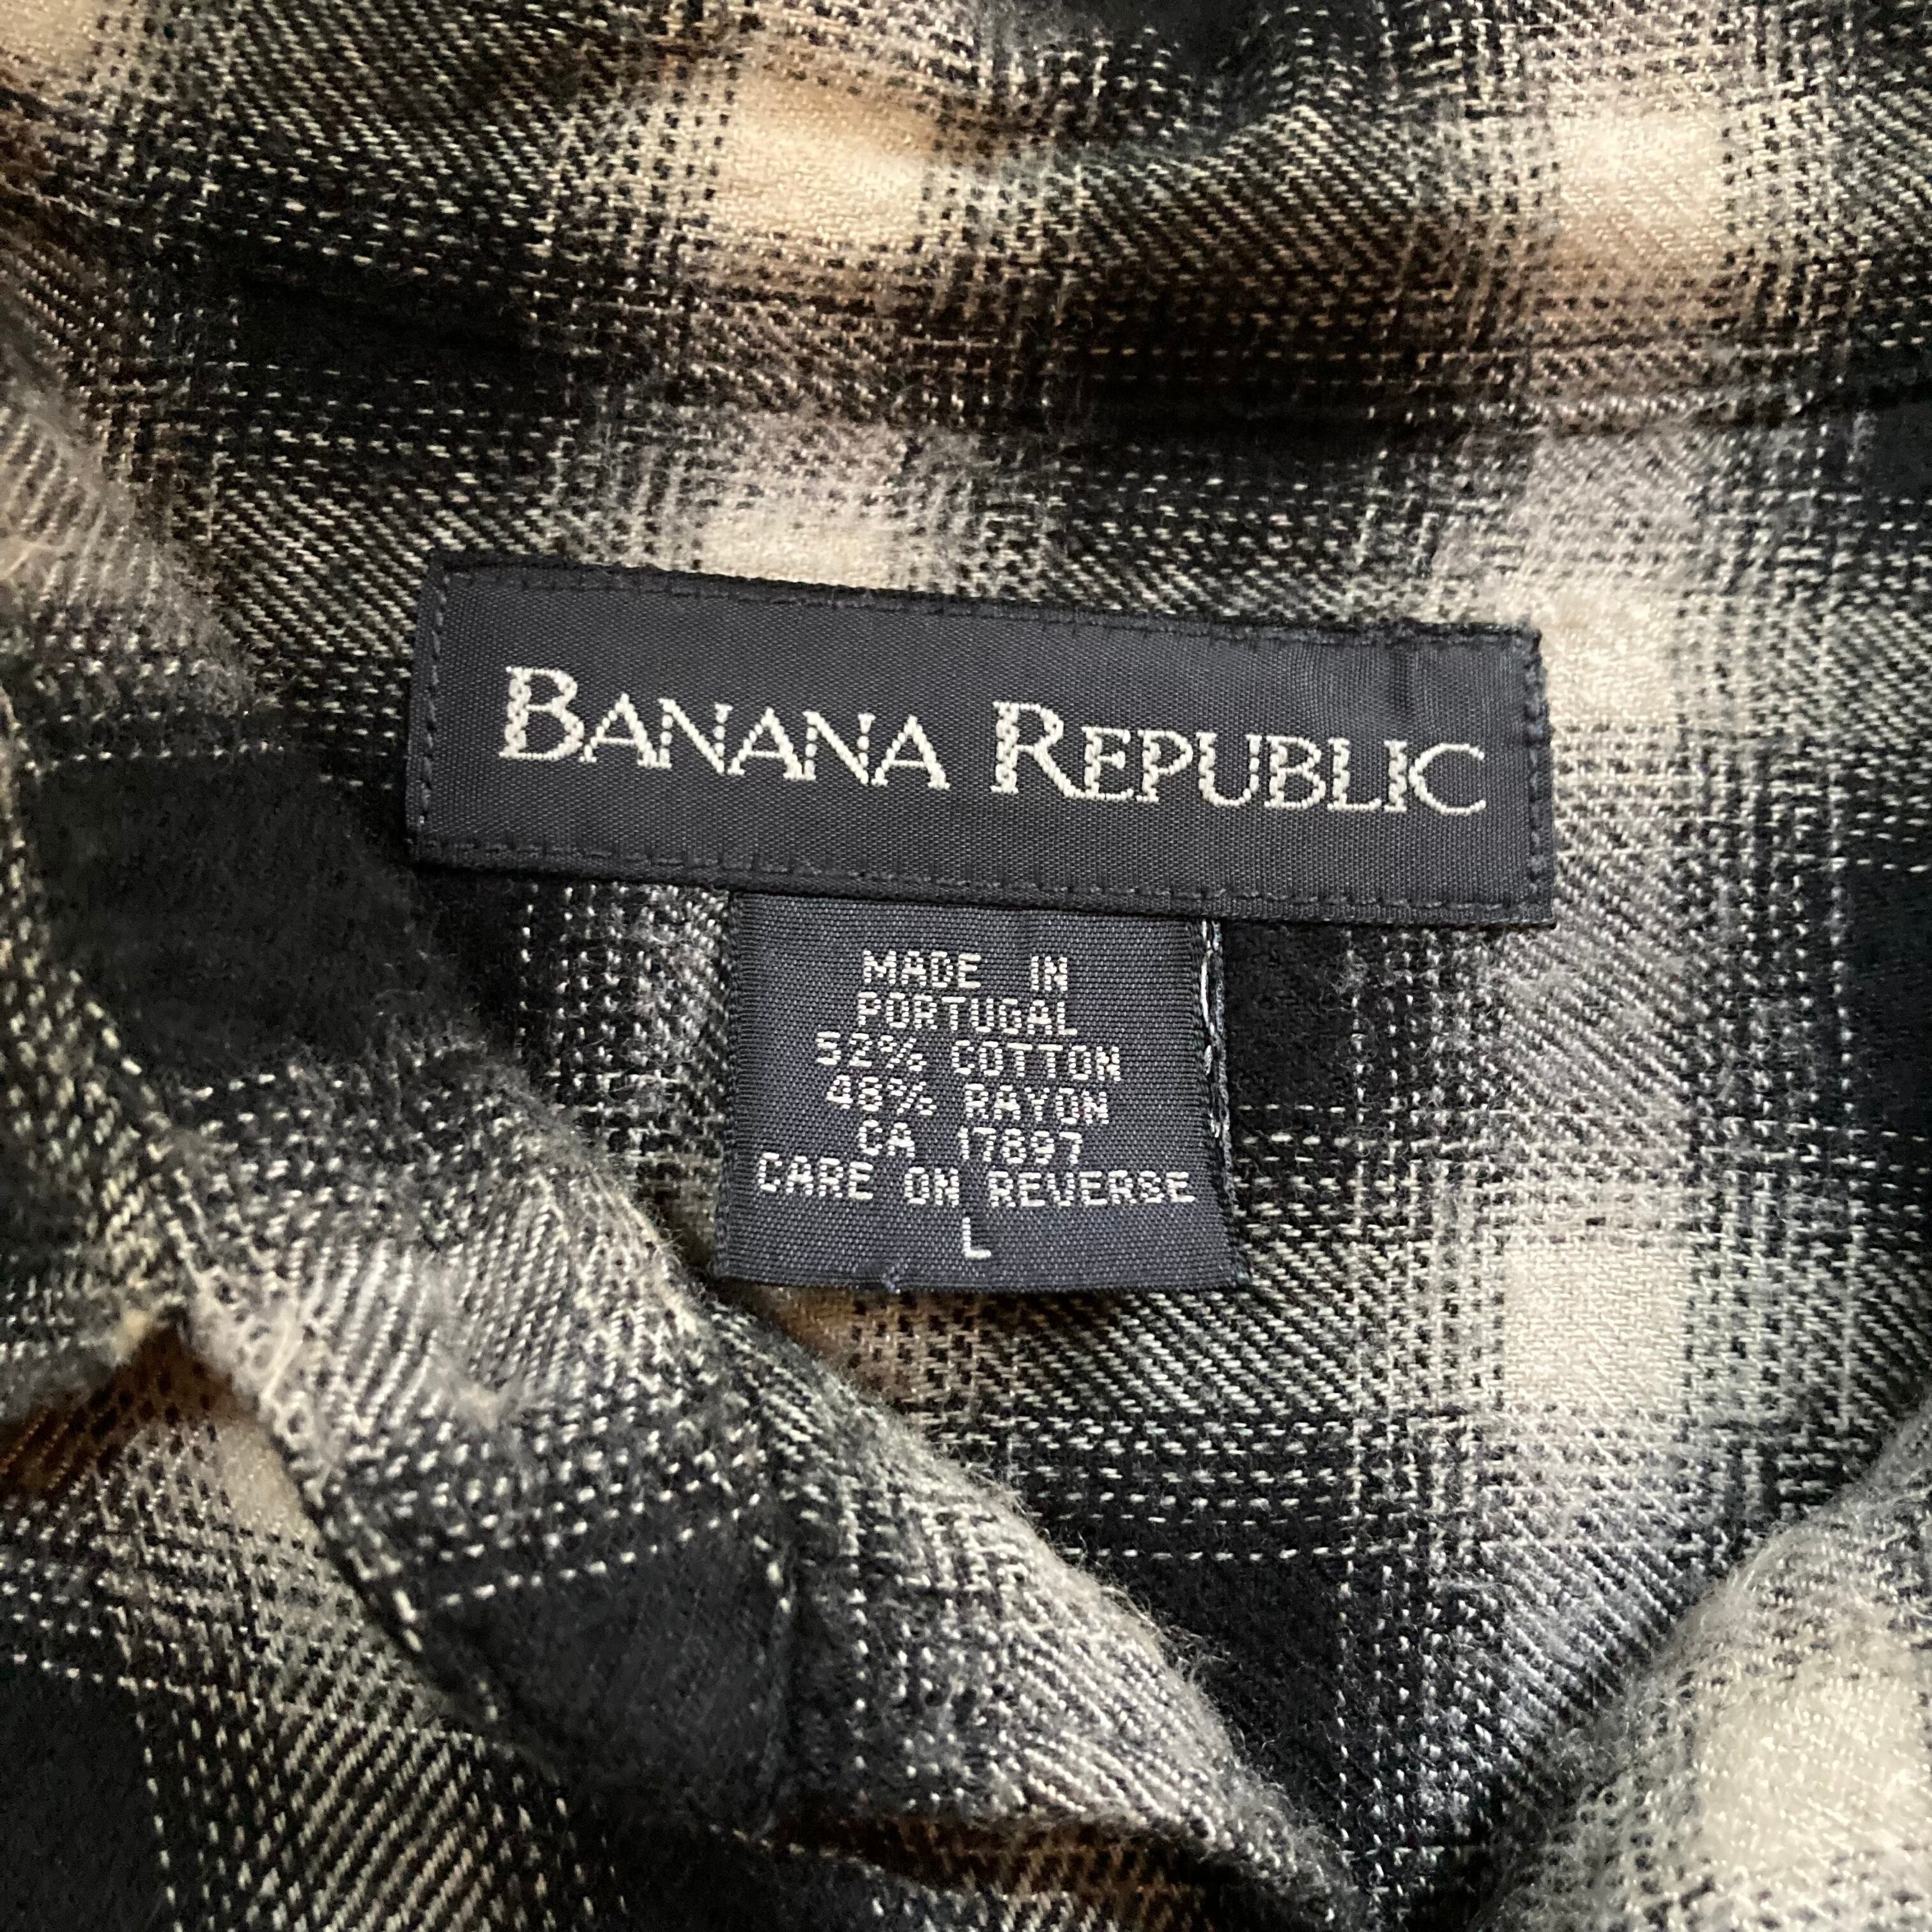 BANANA REPUBLIC
MADE IN
PORTUGAL
52% COTTON
48% RAYON
CA 17897
CARE ON REVERSE
L